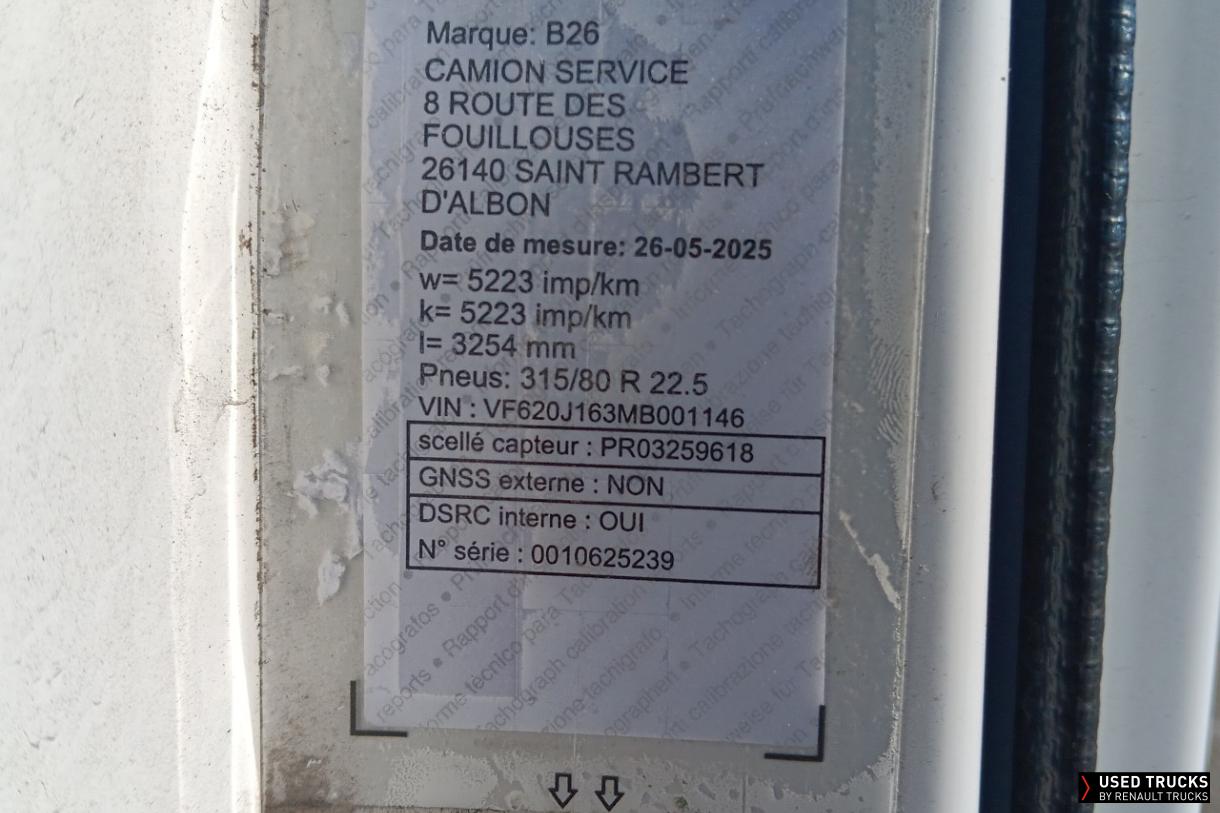 Marque: B26
CAMION SERVICE
8 ROUTE DES
FOUILLOUSES
26140 SAINT RAMBERT
D'ALBON
Date de mesure: 26-05-2025
w= 5223 imp/km
k= 5223 imp/km
l= 3254 mm
Pneus: 315/80 R 22.5
VIN : VF620J163MB001146
scellé capteur : PR03259618
GNSS externe : NON
DSRC interne : OUI
N° série : 0010625239
USED TRUCKS
BY RENAULT TRUCKS